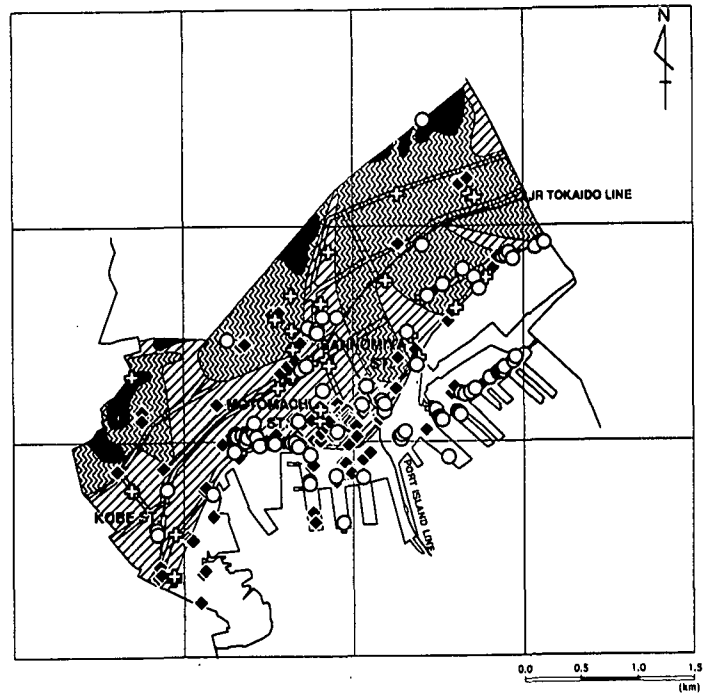 N
JR TOKAIDO LINE
SANNOMIYA
ST.
MOTOMACHI
ST.
PORT ISLAND LINE
KOBE ST.
0.0 0.5 1.0 1.5
(km)